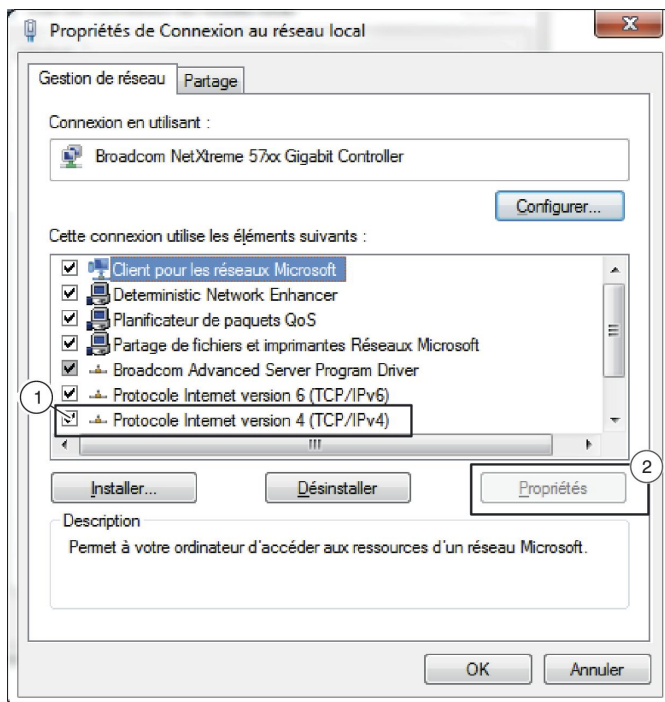 Propriétés de Connexion au réseau local
Gestion de réseau
Partage
Connexion en utilisant :
Broadcom NetXtreme 57xx Gigabit Controller
Configurer...
Cette connexion utilise les éléments suivants :
Client pour les réseaux Microsoft
Deterministic Network Enhancer
Planificateur de paquets QoS
Partage de fichiers et imprimantes Réseaux Microsoft
Broadcom Advanced Server Program Driver
Protocole Internet version 6 (TCP/IPv6)
1
Protocole Internet version 4 (TCP/IPv4)
2
Installer...
Désinstaller
Propriétés
Description
Permet à votre ordinateur d'accéder aux ressources d'un réseau Microsoft.
OK
Annuler